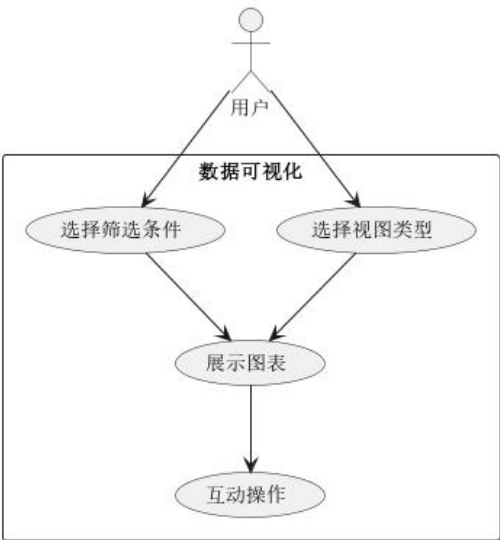 用户
数据可视化
选择筛选条件
选择视图类型
展示图表
互动操作